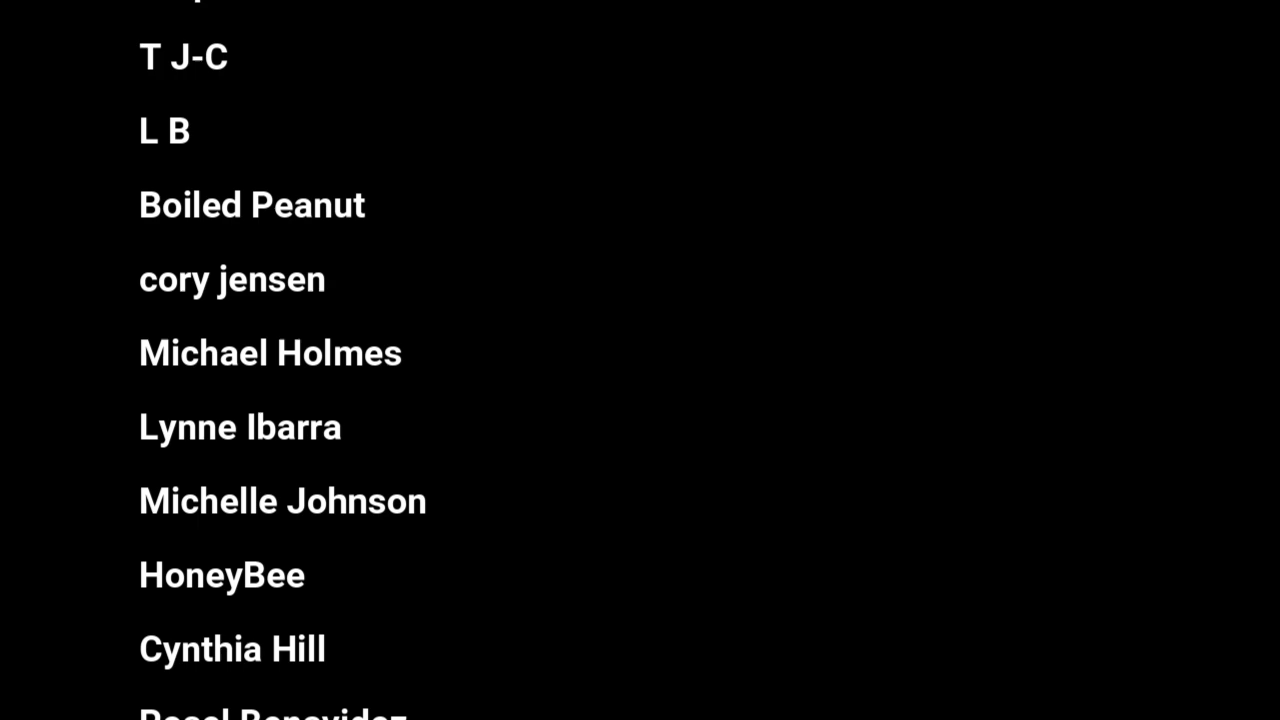 T J-C
L B
Boiled Peanut
cory jensen
Michael Holmes
Lynne Ibarra
Michelle Johnson
HoneyBee
Cynthia Hill